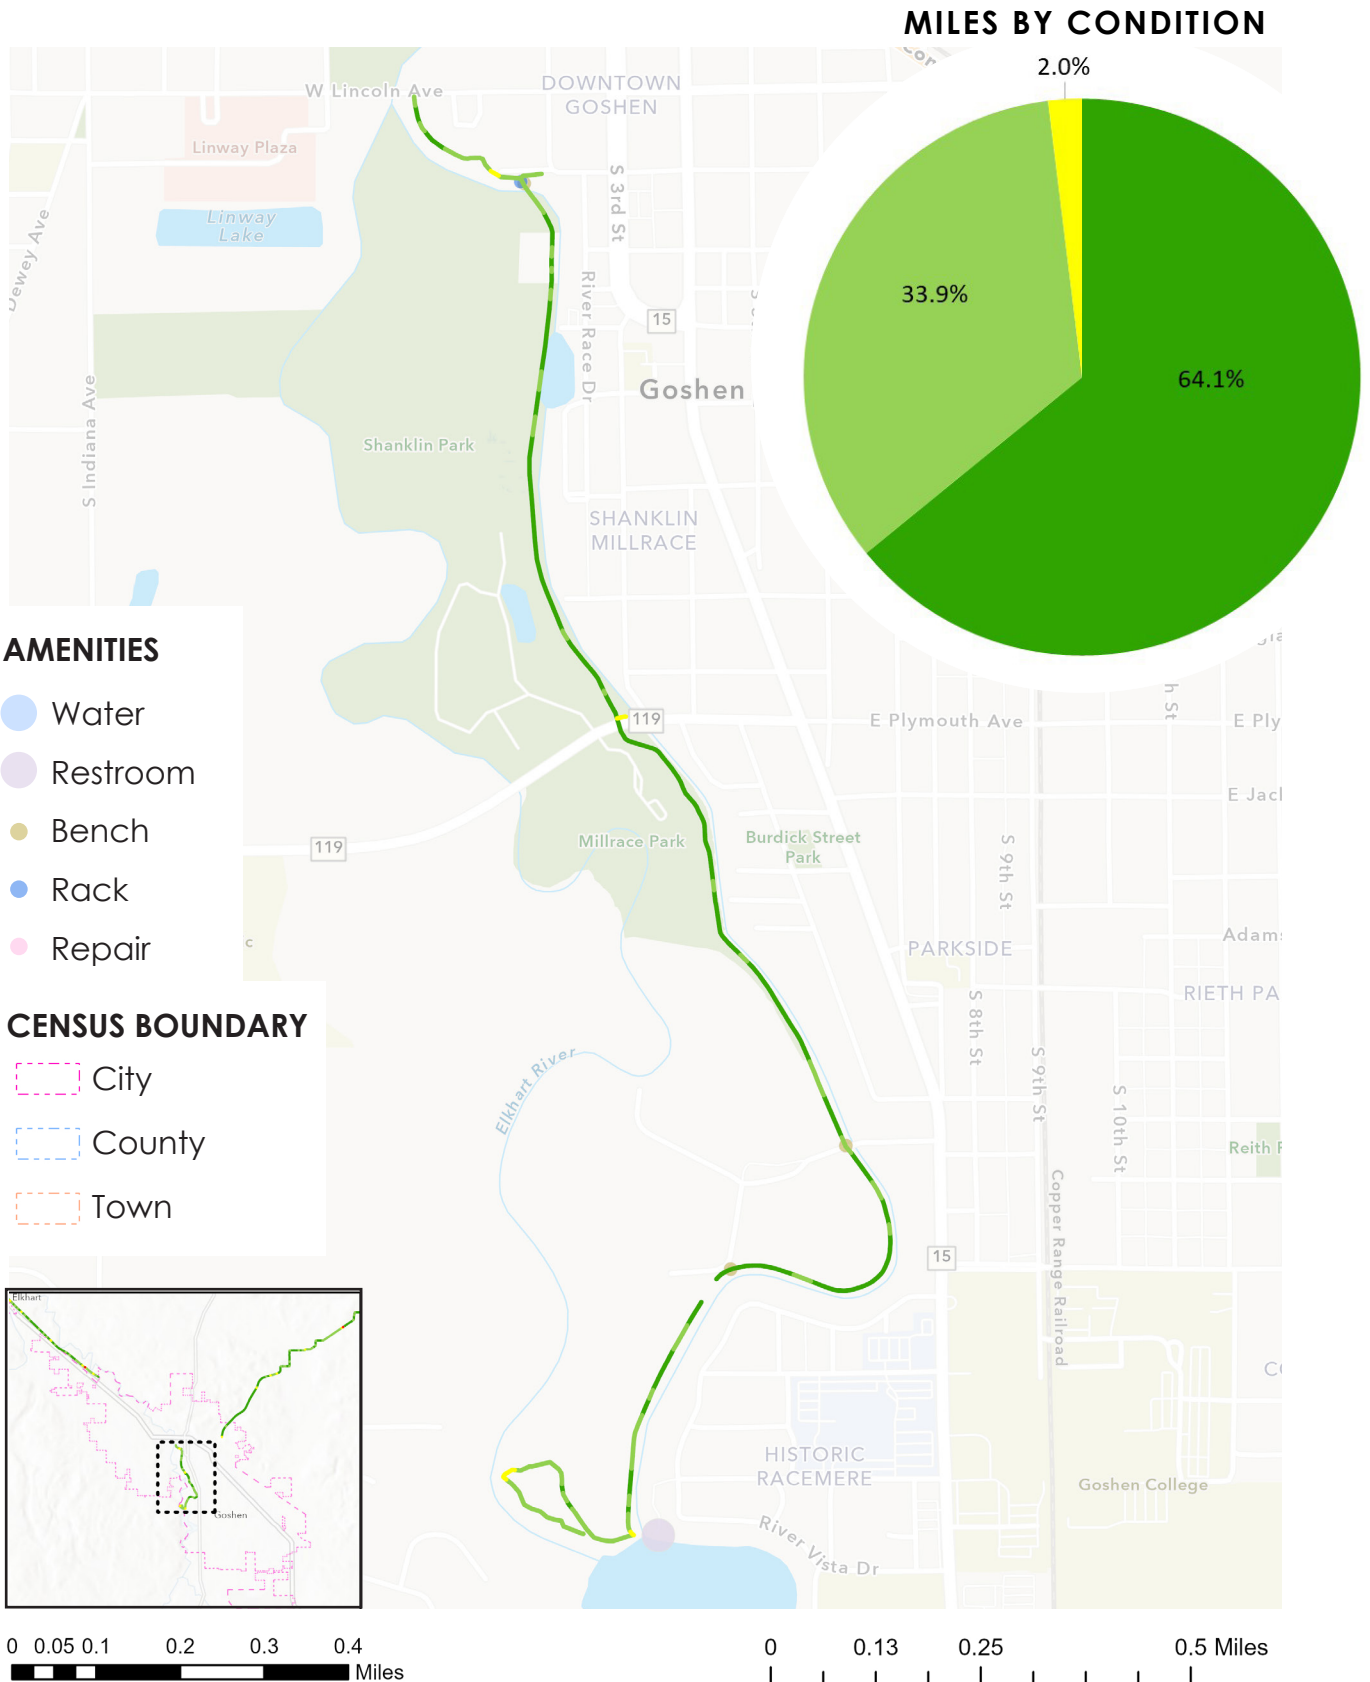 MILES BY CONDITION
2.0%
33.9%
64.1%
W Lincoln Ave
DOWNTOWN
GOSHEN
Linway Plaza
Linway
Lake
Dewey Ave
S 3rd St
River Race Dr
15
Goshen
S Indiana Ave
Shanklin Park
SHANKLIN
MILLRACE
119
E Plymouth Ave
E Ply
h St
E Jac
119
Millrace Park
Burdick Street
Park
S 9th St
PARKSIDE
Adams
RIETH PA
S 8th St
S 9th St
S 10th St
Elkhart River
Reith
Copper Range Railroad
15
HISTORIC
RACEMERE
Goshen College
River Vista Dr
AMENITIES
Water
Restroom
Bench
Rack
Repair
c
CENSUS BOUNDARY
City
County
Town
Elkhart
Goshen
0 0.05 0.1 0.2 0.3 0.4
Miles
0 0.13 0.25 0.5 Miles